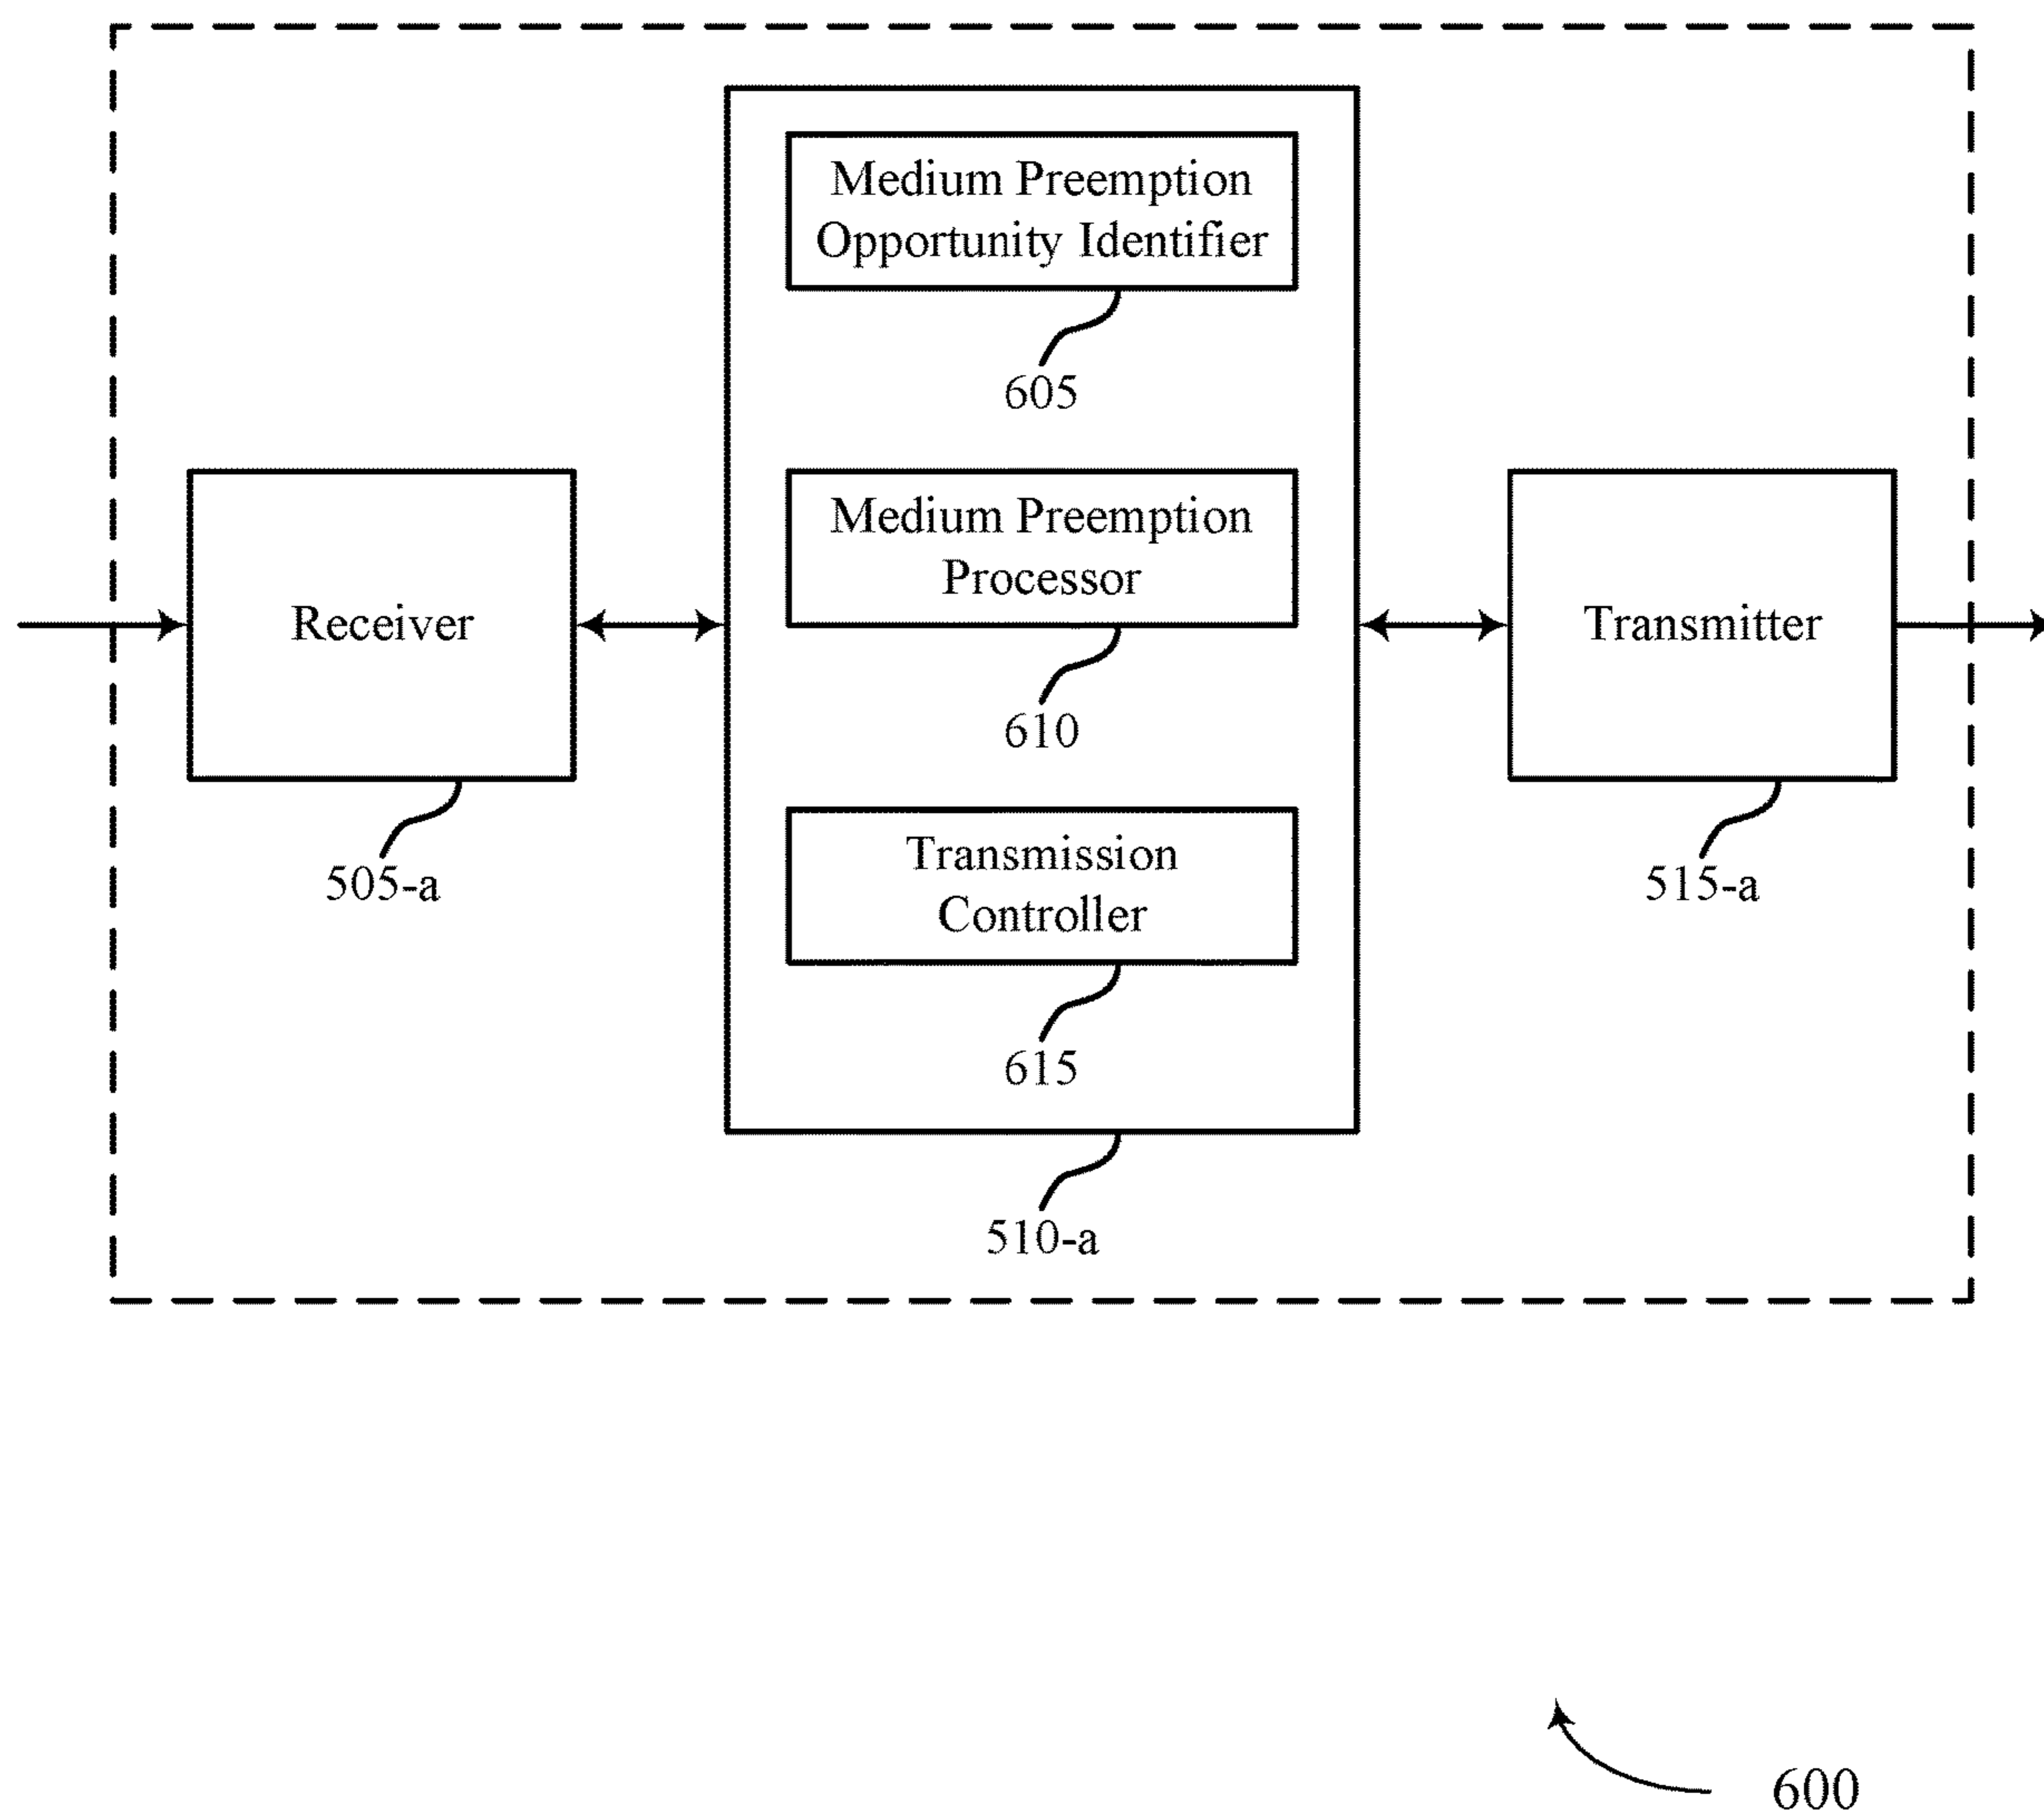 Medium Preemption
Opportunity Identifier
605
Medium Preemption
Processor
610
Receiver
Transmitter
Transmission
Controller
505-a
515-a
615
510-a
600